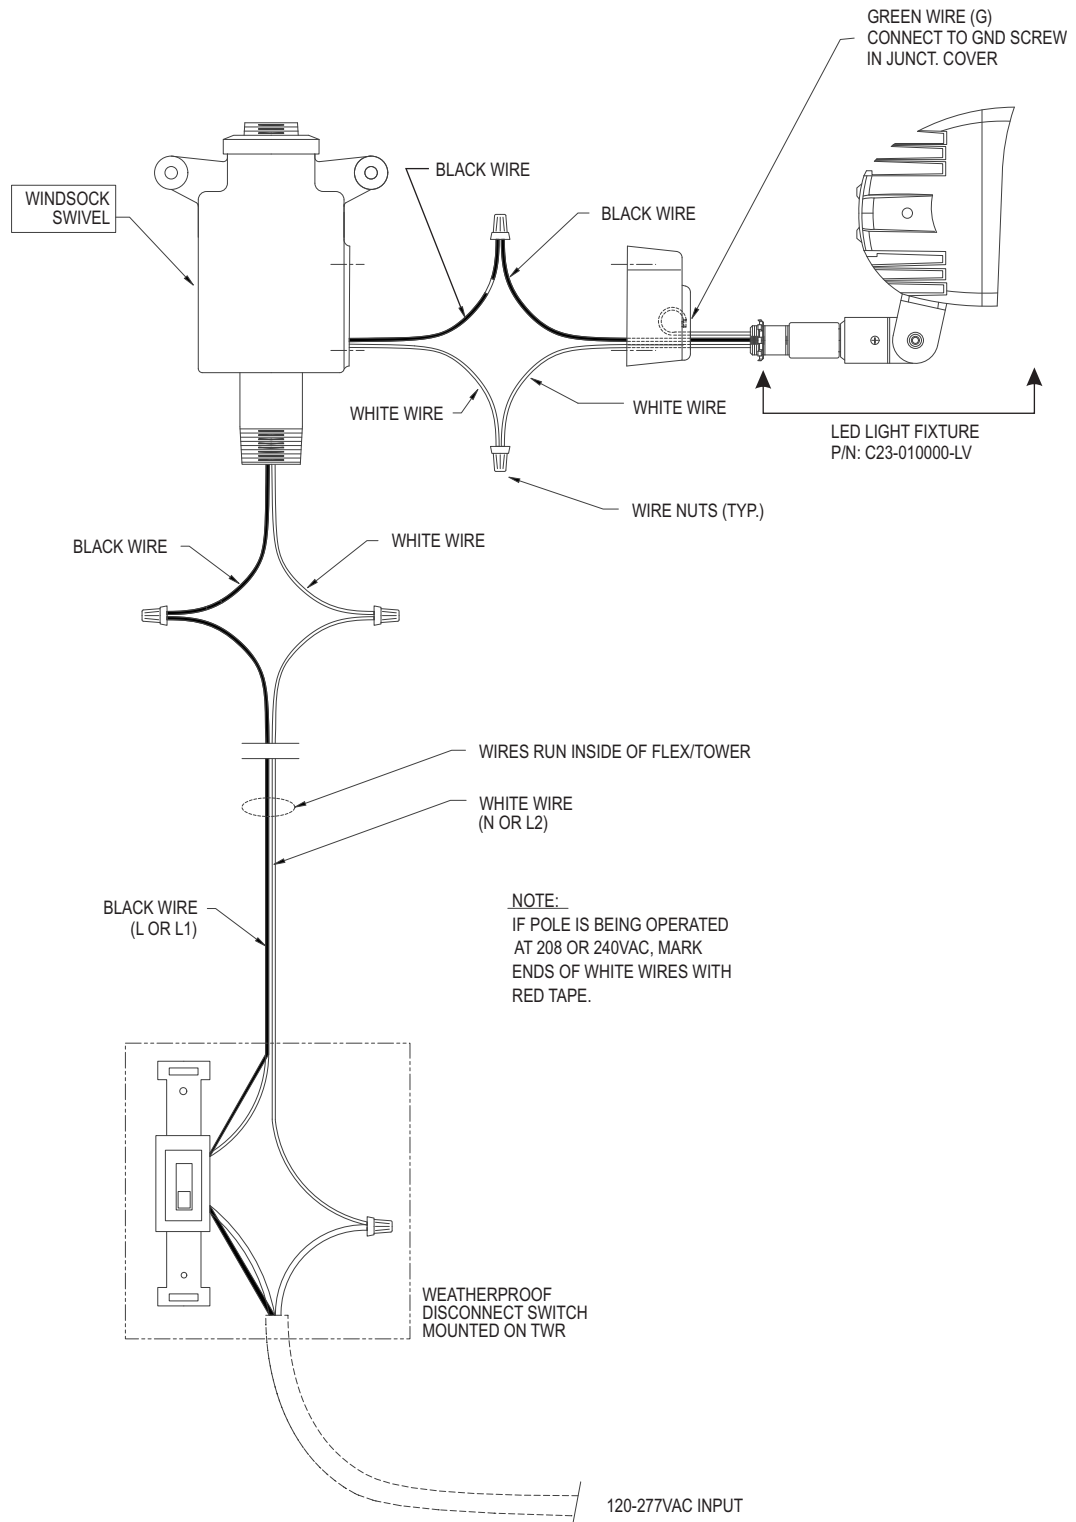 GREEN WIRE (G)
CONNECT TO GND SCREW
IN JUNCT. COVER
BLACK WIRE
WINDSOCK
SWIVEL
BLACK WIRE
WHITE WIRE
WHITE WIRE
LED LIGHT FIXTURE
P/N: C23-010000-LV
WIRE NUTS (TYP.)
BLACK WIRE
WHITE WIRE
WIRES RUN INSIDE OF FLEX/TOWER
WHITE WIRE
(N OR L2)
BLACK WIRE
(L OR L1)
NOTE:
IF POLE IS BEING OPERATED
AT 208 OR 240VAC, MARK
ENDS OF WHITE WIRES WITH
RED TAPE.
WEATHERPROOF
DISCONNECT SWITCH
MOUNTED ON TWR
120-277VAC INPUT